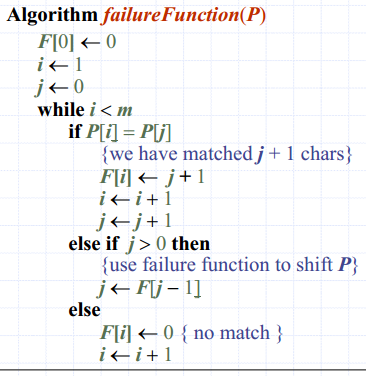 Algorithm failureFunction(P)
F[0] ← 0
i ← 1
j ← 0
while i < m
if P[i] = P[j]
{we have matched j + 1 chars}
F[i] ← j + 1
i ← i + 1
j ← j + 1
else if j > 0 then
{use failure function to shift P}
j ← F[j − 1]
else
F[i] ← 0 { no match }
i ← i + 1